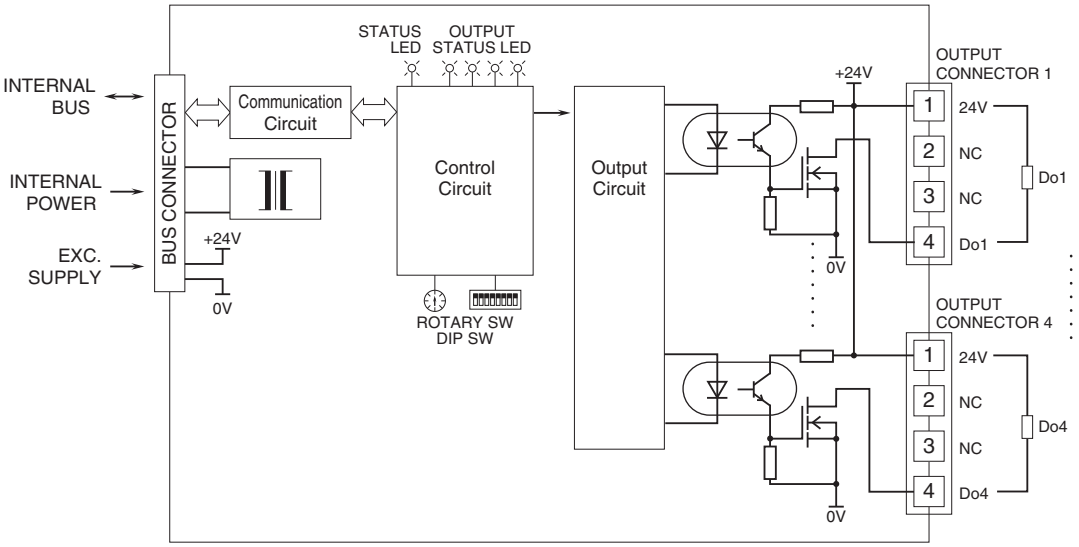 STATUS
LED
OUTPUT
STATUS LED
INTERNAL
BUS
INTERNAL
POWER
EXC.
SUPPLY
BUS CONNECTOR
Communication
Circuit
+24V
0V
Control
Circuit
ROTARY SW
DIP SW
Output
Circuit
+24V
0V
OUTPUT
CONNECTOR 1
1 24V
2 NC
3 NC
4 Do1
Do1
0V
OUTPUT
CONNECTOR 4
1 24V
2 NC
3 NC
4 Do4
Do4